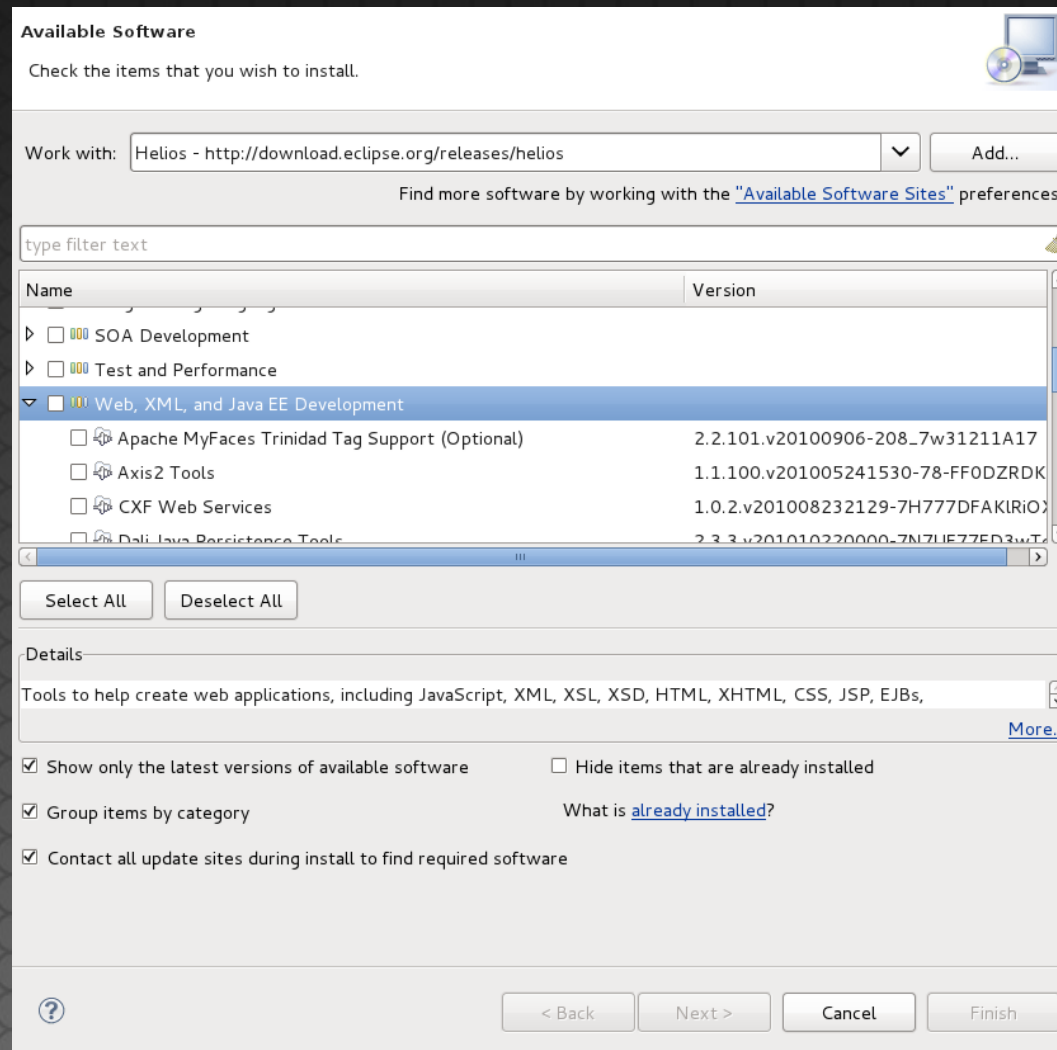 Available Software
Check the items that you wish to install.
Work with: Helios - http://download.eclipse.org/releases/helios Add...
Find more software by working with the "Available Software Sites" preferences
type filter text
Name Version
SOA Development
Test and Performance
Web, XML, and Java EE Development
Apache MyFaces Trinidad Tag Support (Optional) 2.2.101.v20100906-208_7w31211A17
Axis2 Tools 1.1.100.v201005241530-78-FF0DZRDK
CXF Web Services 1.0.2.v201008232129-7H777DFAKlRiOX
Dali Java Persistence Tools
Select All Deselect All
Details
Tools to help create web applications, including JavaScript, XML, XSL, XSD, HTML, XHTML, CSS, JSP, EJBs,
More.
Show only the latest versions of available software Hide items that are already installed
Group items by category What is already installed?
Contact all update sites during install to find required software
< Back Next > Cancel Finish